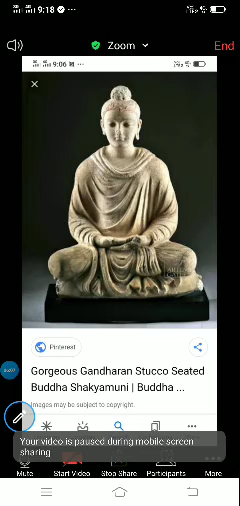 9:18
Zoom
End
9:06
Pinterest
Gorgeous Gandharan Stucco Seated
Buddha Shakyamuni | Buddha ...
Images may be subject to copyright.
Your video is paused during mobile screen
sharing
Mute Start Video Stop Share Participants More